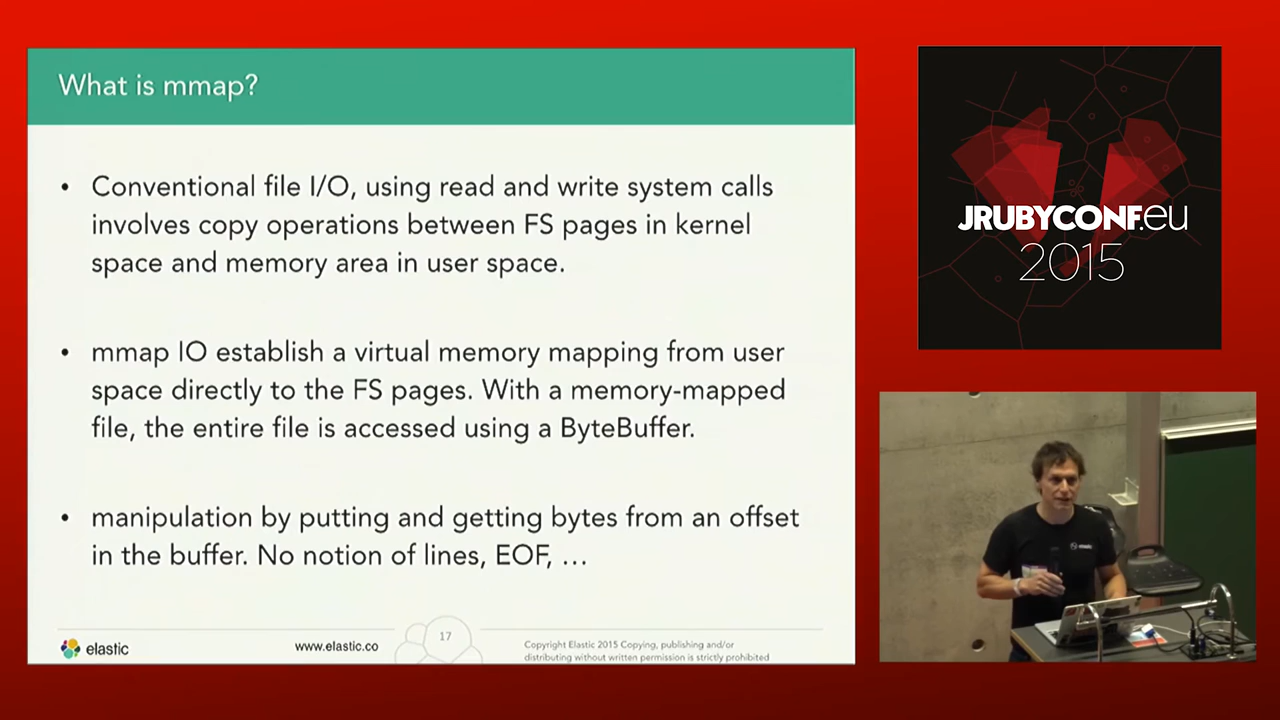 What is mmap?
• Conventional file I/O, using read and write system calls
involves copy operations between FS pages in kernel
space and memory area in user space.
• mmap IO establish a virtual memory mapping from user
space directly to the FS pages. With a memory-mapped
file, the entire file is accessed using a ByteBuffer.
• manipulation by putting and getting bytes from an offset
in the buffer. No notion of lines, EOF, …
elastic
www.elastic.co
17
Copyright Elastic 2015 Copying, publishing and/or
distributing without written permission is strictly prohibited
JRUBYCONF.eu
2015